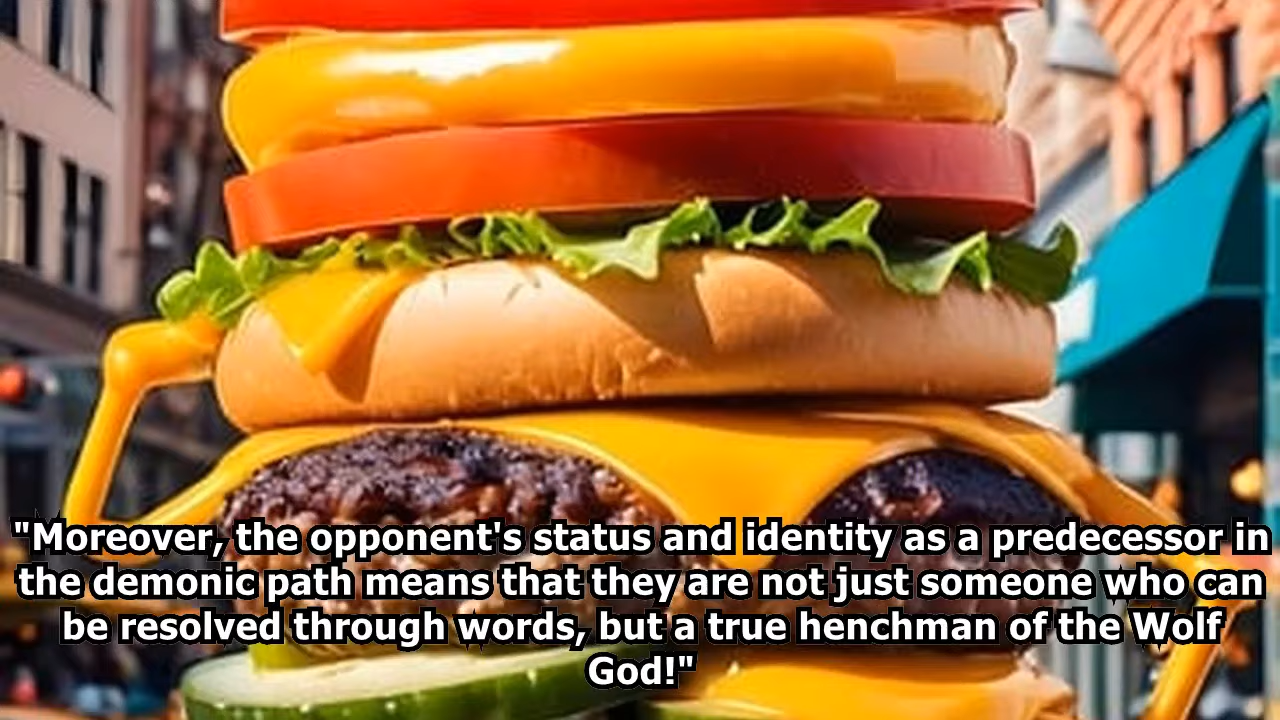 "Moreover, the opponent's status and identity as a predecessor in
the demonic path means that they are not just someone who can
be resolved through words, but a true henchman of the Wolf
God!"